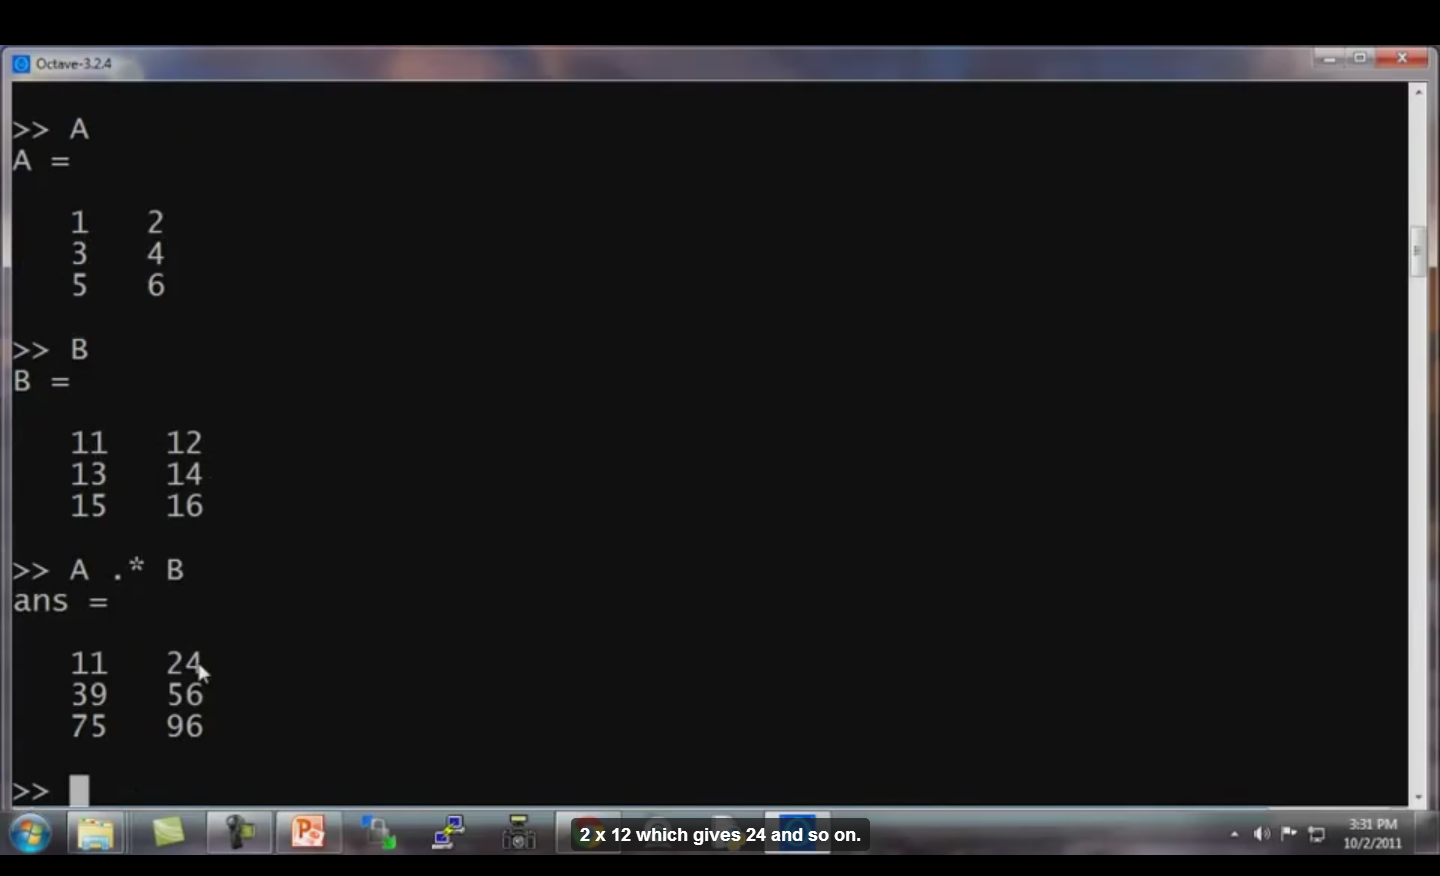 Octave-3.2.4
>> A
A =
1 2
3 4
5 6
>> B
B =
11 12
13 14
15 16
>> A .* B
ans =
11 24
39 56
75 96
>>
2 x 12 which gives 24 and so on.
3:31 PM
10/2/2011